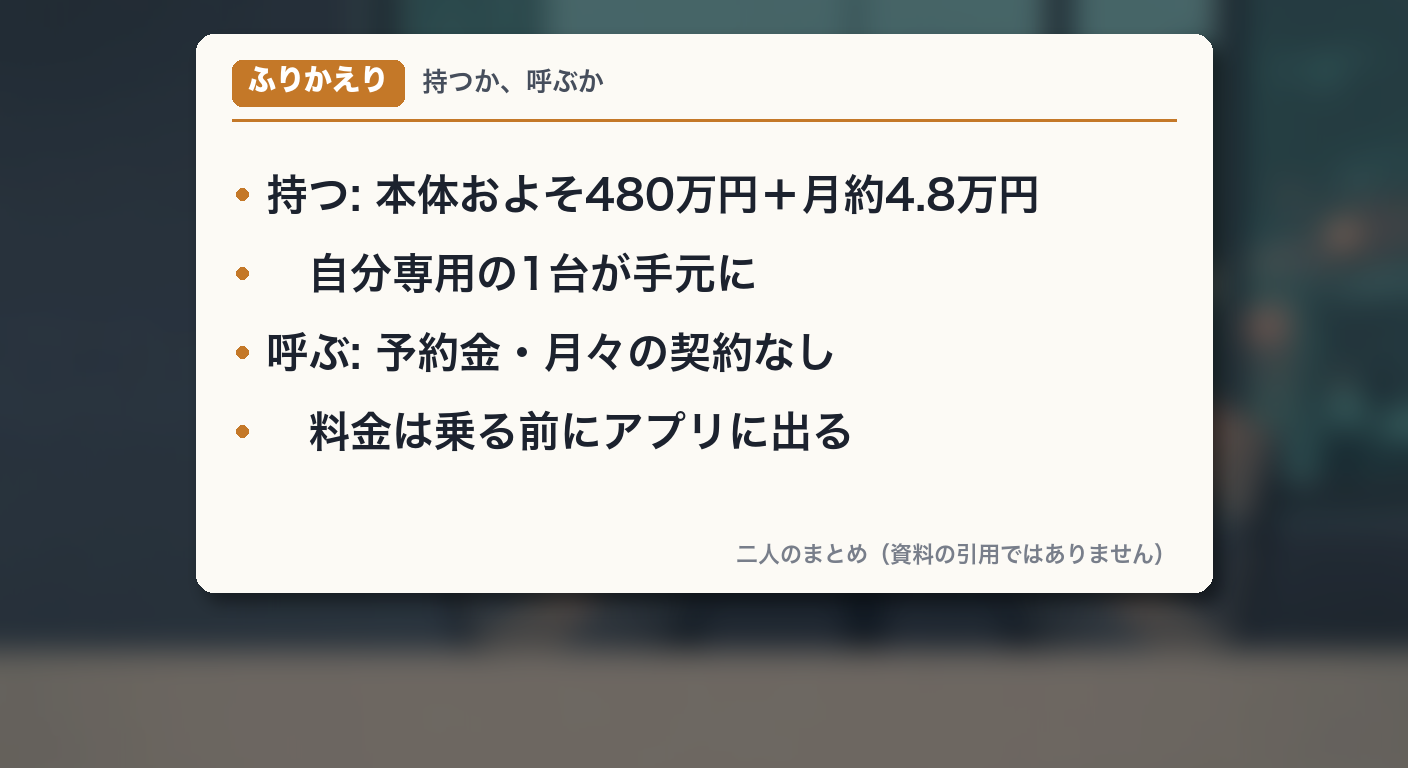 ふりかえり 持つか、呼ぶか
• 持つ: 本体およそ480万円＋月約4.8万円
• 自分専用の1台が手元に
• 呼ぶ: 予約金・月々の契約なし
• 料金は乗る前にアプリに出る
二人のまとめ（資料の引用ではありません）